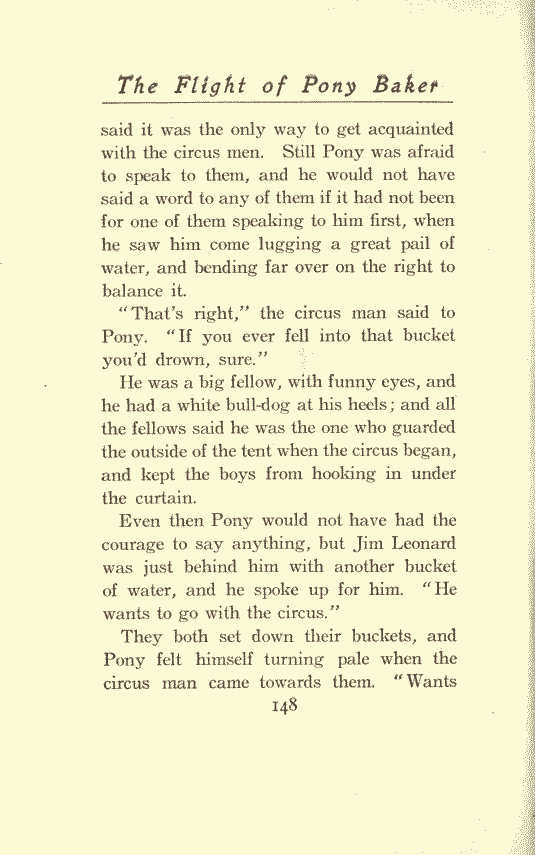 The Flight of Pony Baker
said it was the only way to get acquainted
with the circus men. Still Pony was afraid
to speak to them, and he would not have
said a word to any of them if it had not been
for one of them speaking to him first, when
he saw him come lugging a great pail of
water, and bending far over on the right to
balance it.
"That's right," the circus man said to
Pony. "If you ever fell into that bucket
you'd drown, sure."
He was a big fellow, with funny eyes, and
he had a white bull-dog at his heels; and all
the fellows said he was the one who guarded
the outside of the tent when the circus began,
and kept the boys from hooking in under
the curtain.
Even then Pony would not have had the
courage to say anything, but Jim Leonard
was just behind him with another bucket
of water, and he spoke up for him. "He
wants to go with the circus."
They both set down their buckets, and
Pony felt himself turning pale when the
circus man came towards them. "Wants
148